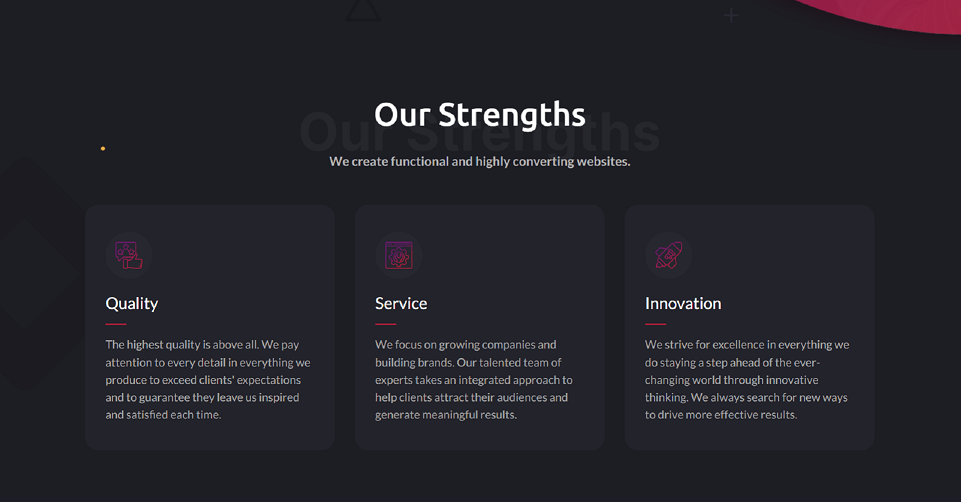 Our Strengths
Our Strengths
We create functional and highly converting websites.
Quality
The highest quality is above all. We pay
attention to every detail in everything we
produce to exceed clients' expectations
and to guarantee they leave us inspired
and satisfied each time.
Service
We focus on growing companies and
building brands. Our talented team of
experts takes an integrated approach to
help clients attract their audiences and
generate meaningful results.
Innovation
We strive for excellence in everything we
do staying a step ahead of the ever-
changing world through innovative
thinking. We always search for new ways
to drive more effective results.